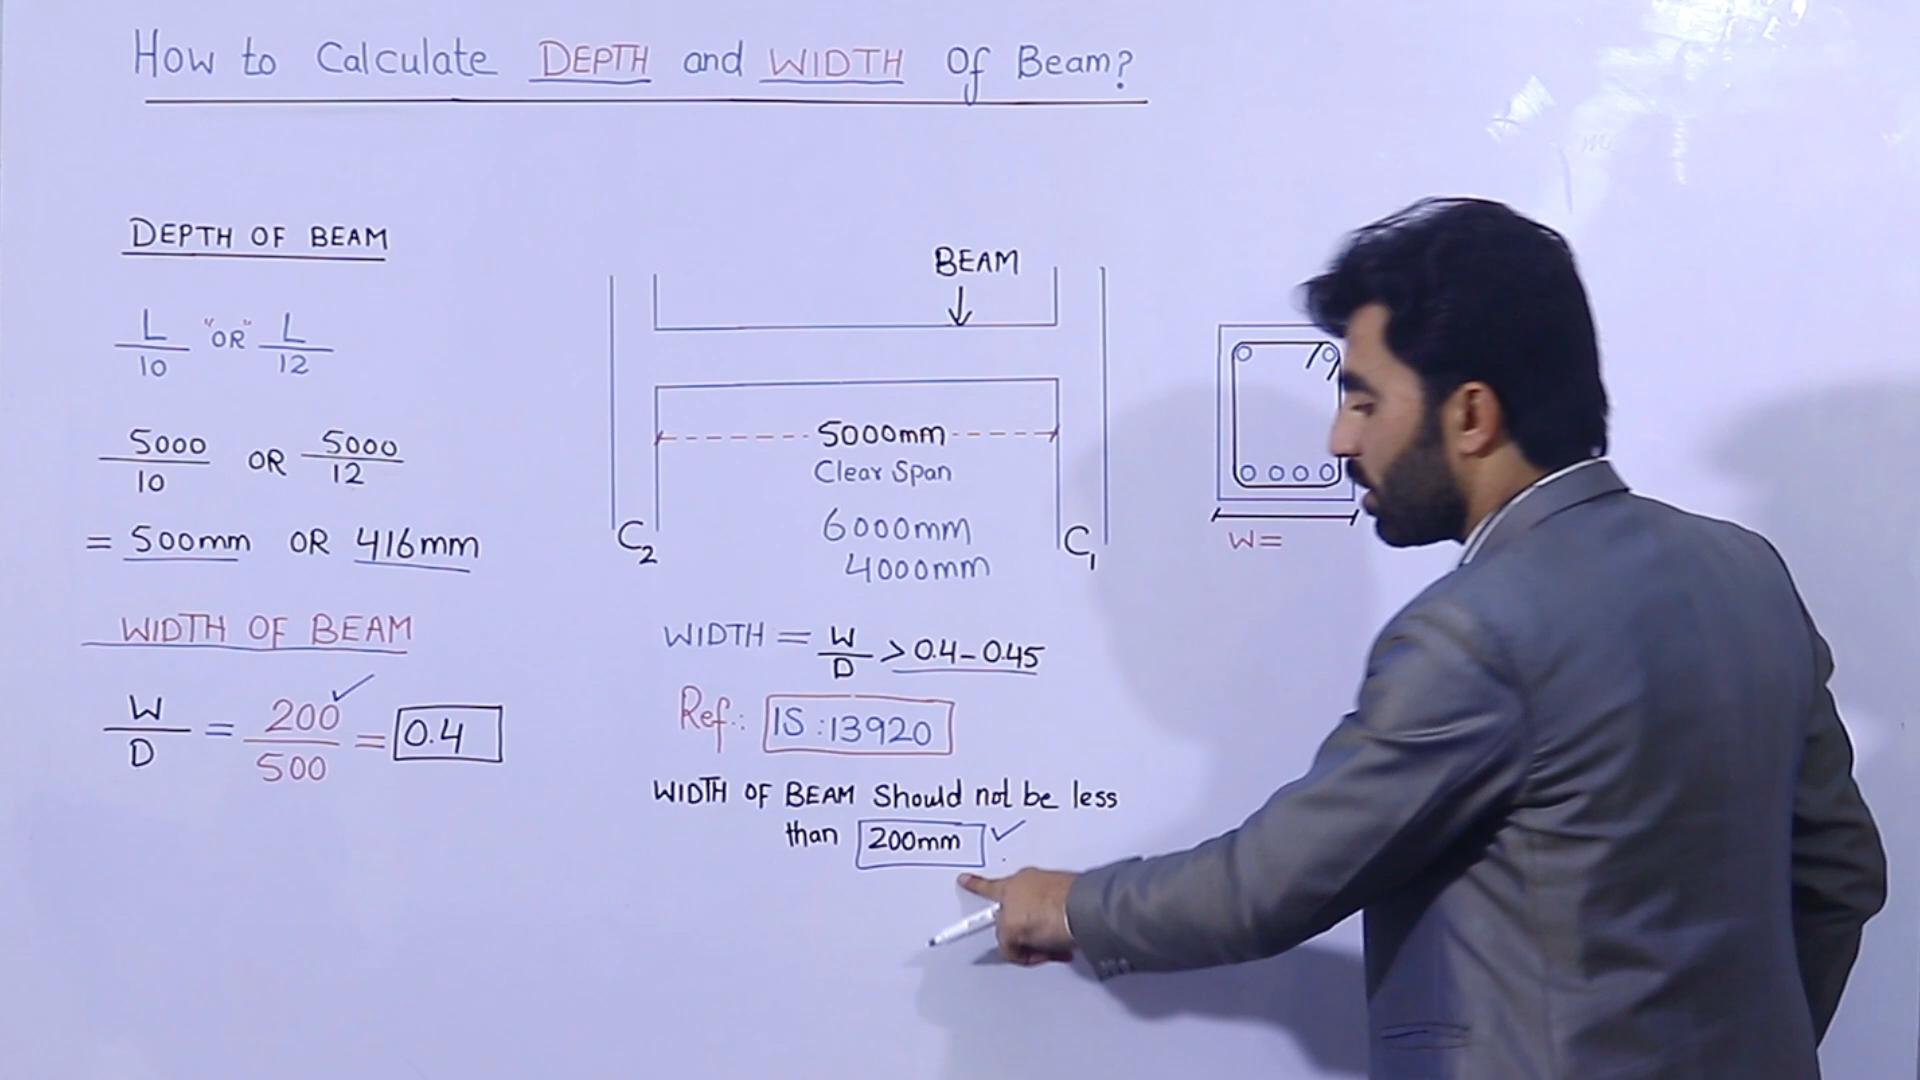 How to Calculate DEPTH and WIDTH Of Beam?
DEPTH OF BEAM
L/10 "OR" L/12
5000/10 OR 5000/12
= 500mm OR 416mm
WIDTH OF BEAM
W/D = 200/500 = 0.4
BEAM
5000mm
Clear Span
6000mm
4000mm
C2
C1
WIDTH = W/D > 0.4 - 0.45
Ref.: IS:13920
WIDTH OF BEAM Should not be less
than 200mm
W=